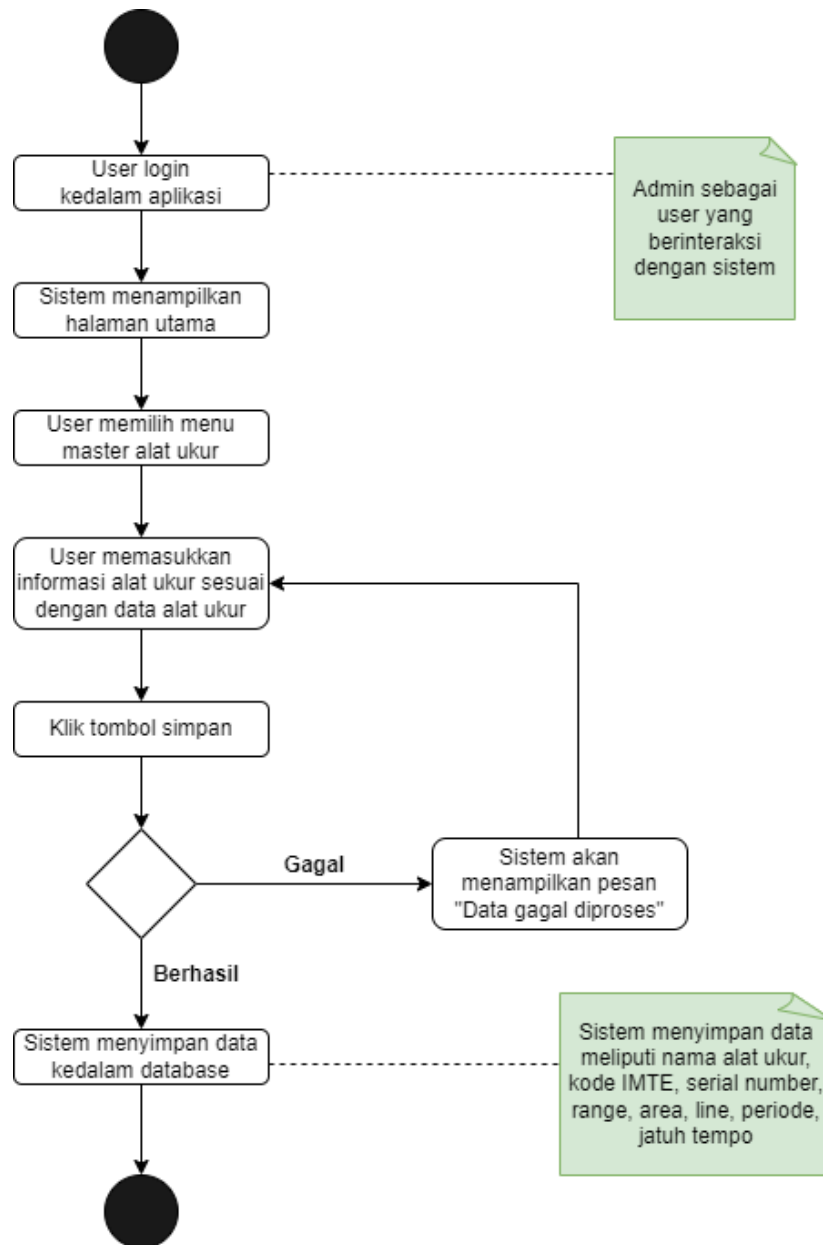 User login
kedalam aplikasi
Admin sebagai
user yang
berinteraksi
dengan sistem
Sistem menampilkan
halaman utama
User memilih menu
master alat ukur
User memasukkan
informasi alat ukur sesuai
dengan data alat ukur
Klik tombol simpan
Gagal
Sistem akan
menampilkan pesan
"Data gagal diproses"
Berhasil
Sistem menyimpan data
kedalam database
Sistem menyimpan data
meliputi nama alat ukur,
kode IMTE, serial number,
range, area, line, periode,
jatuh tempo